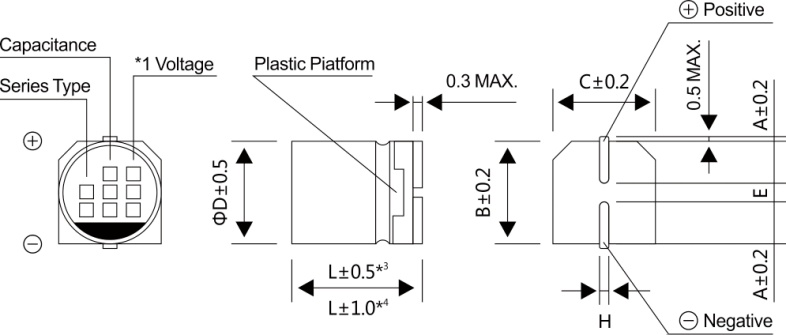 Capacitance
*1 Voltage
Series Type
⊕
⊖
Plastic Piatform
0.3 MAX.
ΦD±0.5
L±0.5*3
L±1.0*4
⊕ Positive
C±0.2
0.5 MAX.
A±0.2
B±0.2
E
A±0.2
H
⊖ Negative